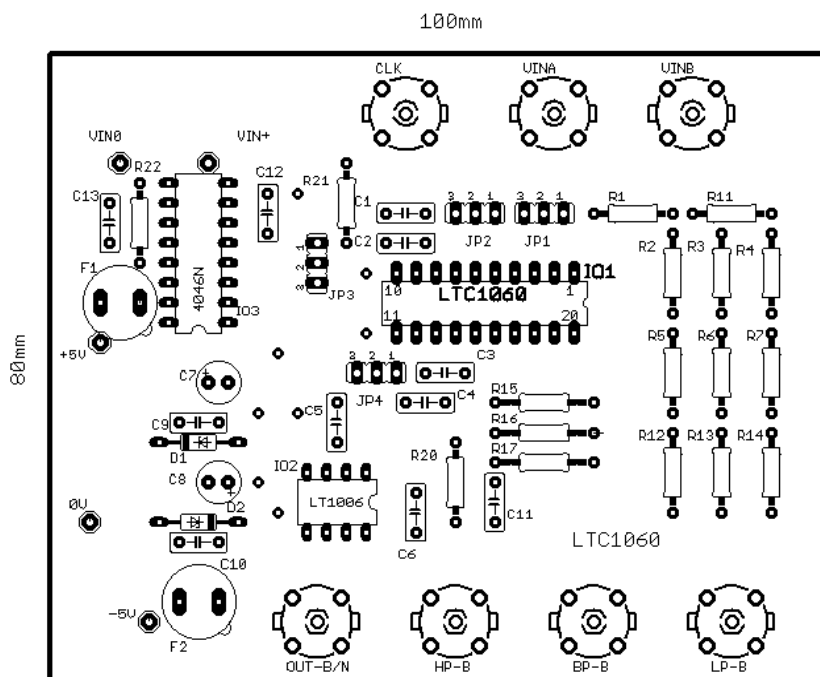 100mm
80mm
CLK
VINA
VINB
VIN0
VIN+
R22
C12
R21
C13
C1
3 2 1
3 2 1
R1
R11
C2
JP2
JP1
R2
R3
R4
1
2
3
JP3
F1
4046N
IO3
IO1
10
LTC1060
1
11
20
+5V
C7
+
3 2 1
JP4
C3
C4
R5
R6
R7
C5
R15
R16
R17
C9
D1
C8
+
IO2
LT1006
R20
R12
R13
R14
0V
D2
C6
C11
C10
LTC1060
-5V
F2
OUT-B/N
HP-B
BP-B
LP-B